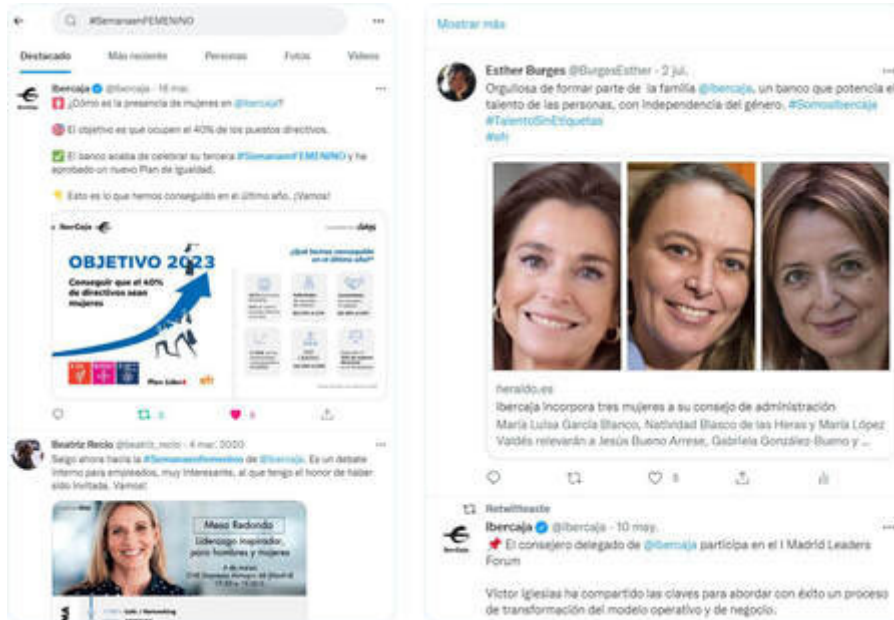 #SemanaenFEMENINO
Destacado Más reciente Personas Fotos Vídeos
Ibercaja @Ibercaja · 16 mar.
¿Cómo es la presencia de mujeres en @Ibercaja?
El objetivo es que ocupen el 40% de los puestos directivos.
El banco acaba de celebrar su tercera #SemanaenFEMENINO y ha
aprobado un nuevo Plan de Igualdad.
Esto es lo que hemos conseguido en el último año. ¡Vamos!
iberCaja
OBJETIVO 2023
Conseguir que el 40%
de directivos sean
mujeres
¿Qué hemos conseguido
en el último año?
Plan LiderA efr
Beatriz Recio @beatriz_recio · 4 mar. 2020
Salgo ahora hacia la #Semanaenfemenino de @Ibercaja. Es un debate
interno para empleados, muy interesante, al que tengo el honor de haber
sido invitada. Vamos!
Mesa Redonda
Liderazgo Inspirador,
para hombres y mujeres
Mostrar más
Esther Burges @BurgesEsther · 2 jul.
Orgullosa de formar parte de la familia @Ibercaja, un banco que potencia el
talento de las personas, con independencia del género. #SomosIbercaja
#TalentoSinEtiquetas
#efr
heraldo.es
Ibercaja incorpora tres mujeres a su consejo de administración
María Luisa García Blanco, Natividad Blasco de las Heras y María López
Valdés relevarán a Jesús Bueno Arrese, Gabriela González-Bueno y ...
Retwitteaste
Ibercaja @Ibercaja · 10 may.
El consejero delegado de @Ibercaja participa en el I Madrid Leaders
Forum
Víctor Iglesias ha compartido las claves para abordar con éxito un proceso
de transformación del modelo operativo y de negocio.